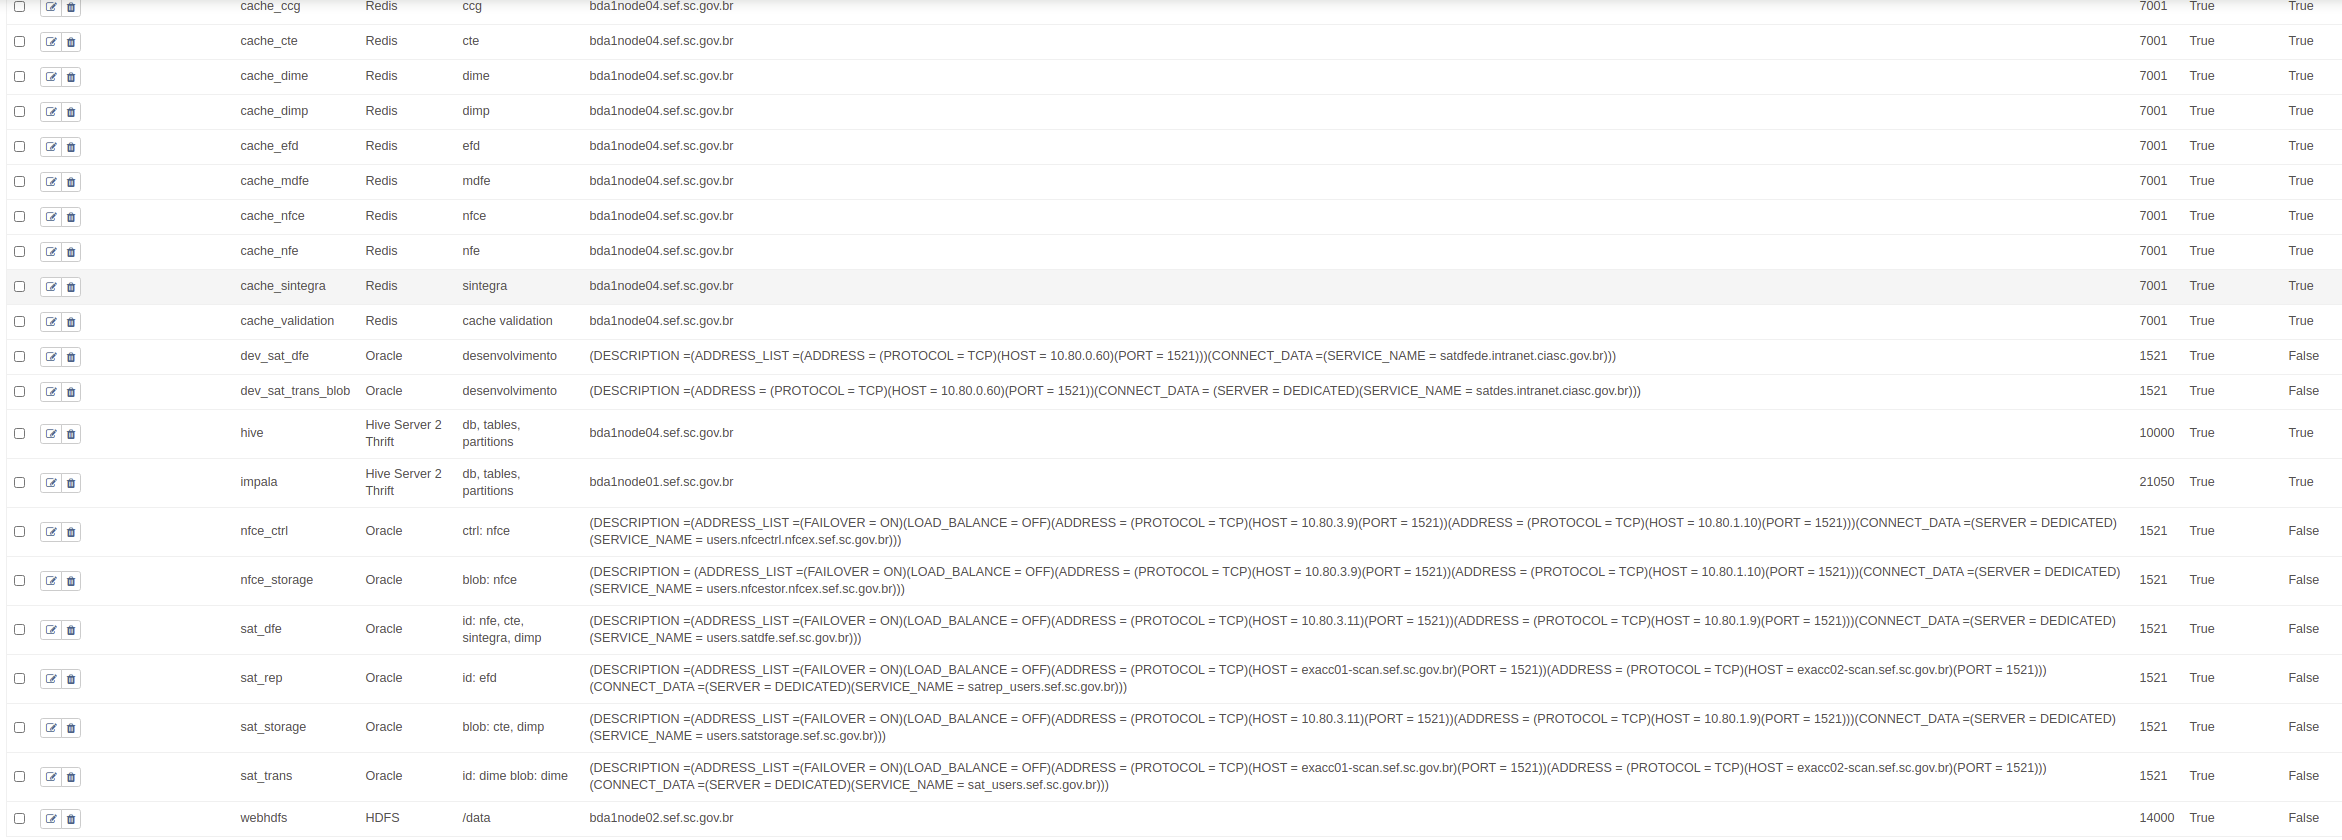 cache_ccg Redis ccg bda1node04.sef.sc.gov.br 7001 True True
cache_cte Redis cte bda1node04.sef.sc.gov.br 7001 True True
cache_dime Redis dime bda1node04.sef.sc.gov.br 7001 True True
cache_dimp Redis dimp bda1node04.sef.sc.gov.br 7001 True True
cache_efd Redis efd bda1node04.sef.sc.gov.br 7001 True True
cache_mdfe Redis mdfe bda1node04.sef.sc.gov.br 7001 True True
cache_nfce Redis nfce bda1node04.sef.sc.gov.br 7001 True True
cache_nfe Redis nfe bda1node04.sef.sc.gov.br 7001 True True
cache_sintegra Redis sintegra bda1node04.sef.sc.gov.br 7001 True True
cache_validation Redis cache validation bda1node04.sef.sc.gov.br 7001 True True
dev_sat_dfe Oracle desenvolvimento (DESCRIPTION =(ADDRESS_LIST =(ADDRESS = (PROTOCOL = TCP)(HOST = 10.80.0.60)(PORT = 1521)))(CONNECT_DATA =(SERVICE_NAME = satdfede.intranet.ciasc.gov.br))) 1521 True False
dev_sat_trans_blob Oracle desenvolvimento (DESCRIPTION =(ADDRESS = (PROTOCOL = TCP)(HOST = 10.80.0.60)(PORT = 1521))(CONNECT_DATA = (SERVER = DEDICATED)(SERVICE_NAME = satdes.intranet.ciasc.gov.br))) 1521 True False
hive Hive Server 2 db, tables, bda1node04.sef.sc.gov.br 10000 True True
Thrift partitions
impala Hive Server 2 db, tables, bda1node01.sef.sc.gov.br 21050 True True
Thrift partitions
nfce_ctrl Oracle ctrl: nfce (DESCRIPTION =(ADDRESS_LIST =(FAILOVER = ON)(LOAD_BALANCE = OFF)(ADDRESS = (PROTOCOL = TCP)(HOST = 10.80.3.9)(PORT = 1521))(ADDRESS = (PROTOCOL = TCP)(HOST = 10.80.1.10)(PORT = 1521)))(CONNECT_DATA =(SERVER = DEDICATED) 1521 True False
(SERVICE_NAME = users.nfcectrl.nfcex.sef.sc.gov.br)))
nfce_storage Oracle blob: nfce (DESCRIPTION = (ADDRESS_LIST =(FAILOVER = ON)(LOAD_BALANCE = OFF)(ADDRESS = (PROTOCOL = TCP)(HOST = 10.80.3.9)(PORT = 1521))(ADDRESS = (PROTOCOL = TCP)(HOST = 10.80.1.10)(PORT = 1521)))(CONNECT_DATA =(SERVER = DEDICATED) 1521 True False
(SERVICE_NAME = users.nfcestor.nfcex.sef.sc.gov.br)))
sat_dfe Oracle id: nfe, cte, (DESCRIPTION =(ADDRESS_LIST =(FAILOVER = ON)(LOAD_BALANCE = OFF)(ADDRESS = (PROTOCOL = TCP)(HOST = 10.80.3.11)(PORT = 1521))(ADDRESS = (PROTOCOL = TCP)(HOST = 10.80.1.9)(PORT = 1521)))(CONNECT_DATA =(SERVER = DEDICATED) 1521 True False
sintegra, dimp (SERVICE_NAME = users.satdfe.sef.sc.gov.br)))
sat_rep Oracle id: efd (DESCRIPTION =(ADDRESS_LIST =(FAILOVER = ON)(LOAD_BALANCE = OFF)(ADDRESS = (PROTOCOL = TCP)(HOST = exacc01-scan.sef.sc.gov.br)(PORT = 1521))(ADDRESS = (PROTOCOL = TCP)(HOST = exacc02-scan.sef.sc.gov.br)(PORT = 1521))) 1521 True False
(CONNECT_DATA =(SERVER = DEDICATED)(SERVICE_NAME = satrep_users.sef.sc.gov.br)))
sat_storage Oracle blob: cte, dimp (DESCRIPTION =(ADDRESS_LIST =(FAILOVER = ON)(LOAD_BALANCE = OFF)(ADDRESS = (PROTOCOL = TCP)(HOST = 10.80.3.11)(PORT = 1521))(ADDRESS = (PROTOCOL = TCP)(HOST = 10.80.1.9)(PORT = 1521)))(CONNECT_DATA =(SERVER = DEDICATED) 1521 True False
(SERVICE_NAME = users.satstorage.sef.sc.gov.br)))
sat_trans Oracle id: dime blob: dime (DESCRIPTION =(ADDRESS_LIST =(FAILOVER = ON)(LOAD_BALANCE = OFF)(ADDRESS = (PROTOCOL = TCP)(HOST = exacc01-scan.sef.sc.gov.br)(PORT = 1521))(ADDRESS = (PROTOCOL = TCP)(HOST = exacc02-scan.sef.sc.gov.br)(PORT = 1521))) 1521 True False
(CONNECT_DATA =(SERVER = DEDICATED)(SERVICE_NAME = sat_users.sef.sc.gov.br)))
webhdfs HDFS /data bda1node02.sef.sc.gov.br 14000 True False